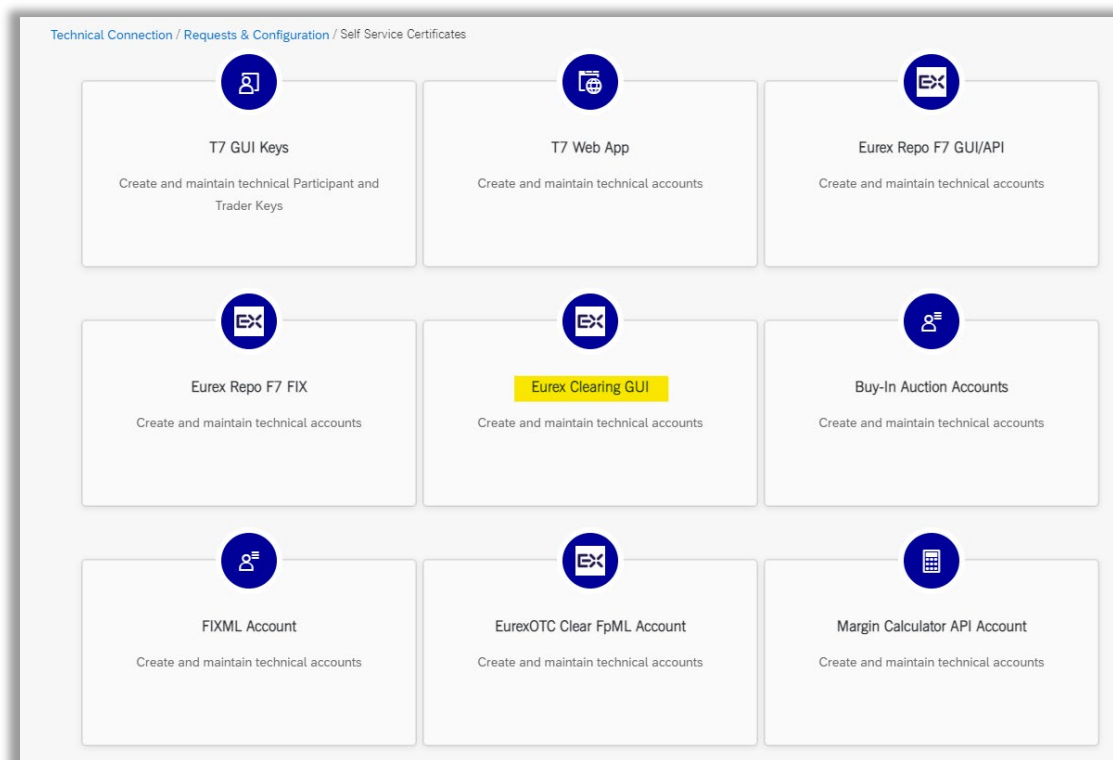 Technical Connection / Requests & Configuration / Self Service Certificates
T7 GUI Keys
Create and maintain technical Participant and
Trader Keys
T7 Web App
Create and maintain technical accounts
EX
Eurex Repo F7 GUI/API
Create and maintain technical accounts
EX
Eurex Repo F7 FIX
Create and maintain technical accounts
EX
Eurex Clearing GUI
Create and maintain technical accounts
Buy-In Auction Accounts
Create and maintain technical accounts
FIXML Account
Create and maintain technical accounts
EX
EurexOTC Clear FpML Account
Create and maintain technical accounts
Margin Calculator API Account
Create and maintain technical accounts